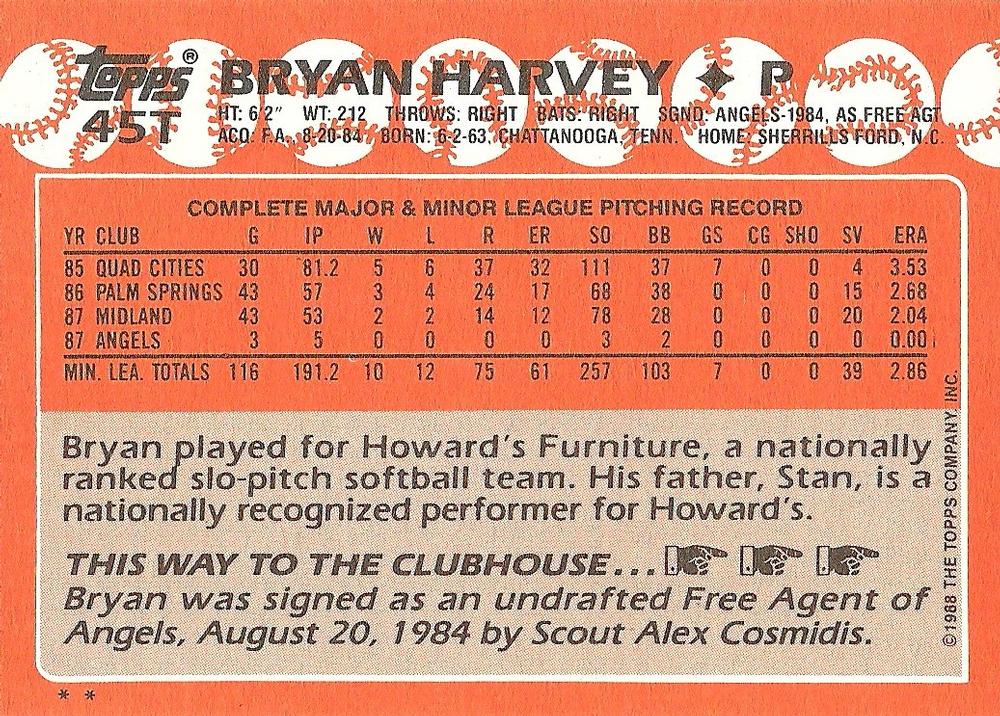 Topps® BRYAN HARVEY ♦ P
45T
HT: 6'2" WT: 212 THROWS: RIGHT BATS: RIGHT SGND: ANGELS-1984, AS FREE AGT
ACQ: F.A., 8-20-84 BORN: 6-2-63, CHATTANOOGA, TENN. HOME: SHERRILLS FORD, N.C.
COMPLETE MAJOR & MINOR LEAGUE PITCHING RECORD
YR CLUB G IP W L R ER SO BB GS CG SHO SV ERA
85 QUAD CITIES 30 81.2 5 6 37 32 111 37 7 0 0 4 3.53
86 PALM SPRINGS 43 57 3 4 24 17 68 38 0 0 0 15 2.68
87 MIDLAND 43 53 2 2 14 12 78 28 0 0 0 20 2.04
87 ANGELS 3 5 0 0 0 0 3 2 0 0 0 0 0.00
MIN. LEA. TOTALS 116 191.2 10 12 75 61 257 103 7 0 0 39 2.86
Bryan played for Howard's Furniture, a nationally
ranked slo-pitch softball team. His father, Stan, is a
nationally recognized performer for Howard's.
THIS WAY TO THE CLUBHOUSE...
Bryan was signed as an undrafted Free Agent of
Angels, August 20, 1984 by Scout Alex Cosmidis.
©1988 THE TOPPS COMPANY, INC.
* *